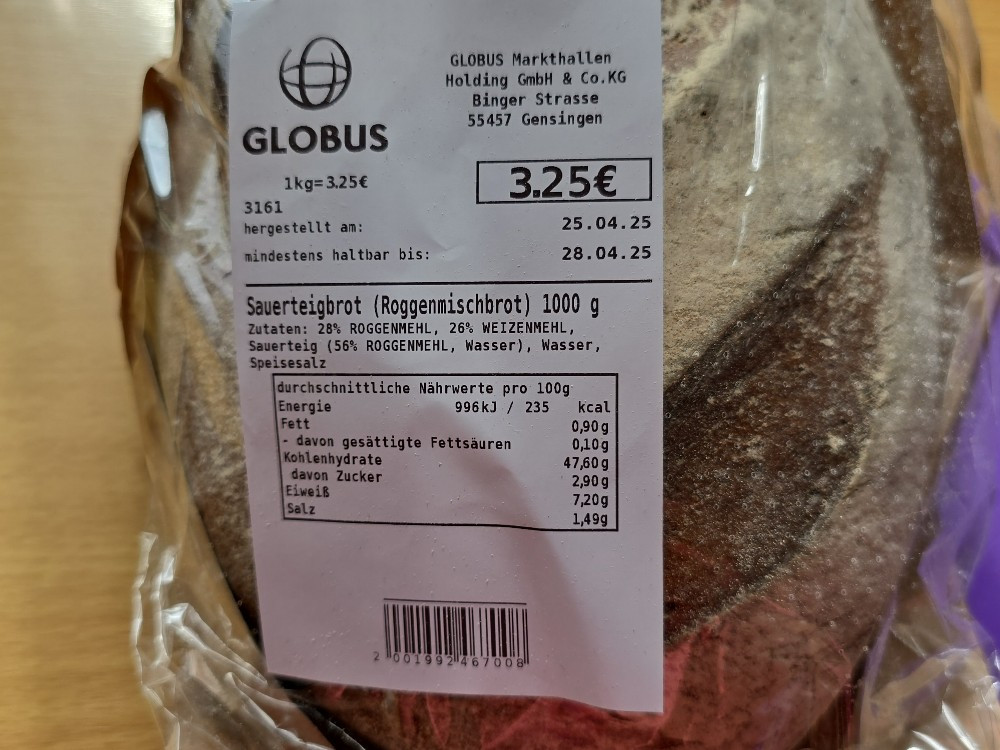 GLOBUS
GLOBUS Markthallen
Holding GmbH & Co.KG
Binger Strasse
55457 Gensingen
1kg=3.25€
3.25€
3161
hergestellt am: 25.04.25
mindestens haltbar bis: 28.04.25
Sauerteigbrot (Roggenmischbrot) 1000 g
Zutaten: 28% ROGGENMEHL, 26% WEIZENMEHL,
Sauerteig (56% ROGGENMEHL, Wasser), Wasser,
Speisesalz
durchschnittliche Nährwerte pro 100g
Energie 996kJ / 235 kcal
Fett 0,90g
- davon gesättigte Fettsäuren 0,10g
Kohlenhydrate 47,60g
davon Zucker 2,90g
Eiweiß 7,20g
Salz 1,49g
2 001992 467008